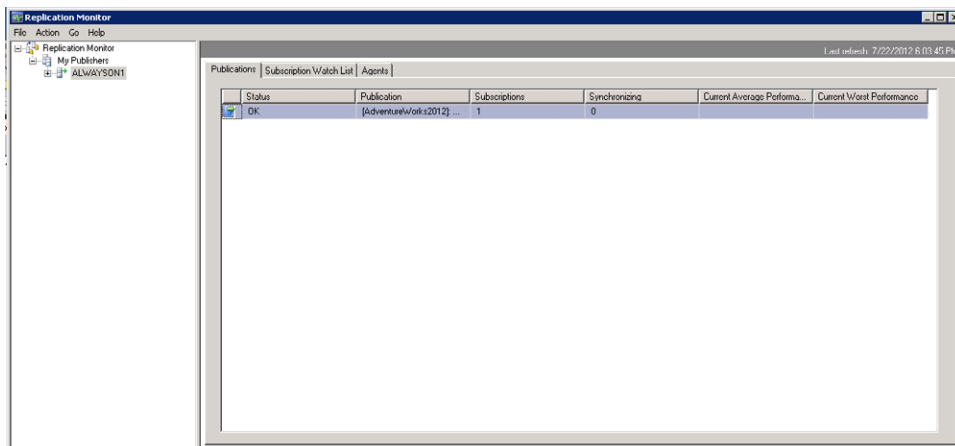 Replication Monitor
File Action Go Help
Replication Monitor
My Publishers
ALWAYSON1
Last refresh: 7/22/2012 6:03:45 PM
Publications Subscription Watch List Agents
Status Publication Subscriptions Synchronizing Current Average Performa... Current Worst Performance
OK [AdventureWorks2012]: ... 1 0